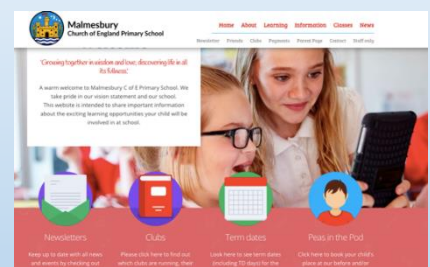 Malmesbury
Church of England Primary School
Home About Learning Information Classes News
Newsletter Friends Clubs Payments Parent Page Contact Staff only
'Growing together in wisdom and love; discovering life in all
its fullness.'
A warm welcome to Malmesbury C of E Primary School. We
take pride in our vision statement and our school.
This website is intended to share important information
about the exciting learning opportunities your child will be
involved in at school.
Newsletters
Keep up to date with all news
and events by checking out
Clubs
Please click here to find out
which clubs are running, their
Term dates
Look here to see term dates
(including TD days) for the
Peas in the Pod
Click here to book your child's
place at our before and/or